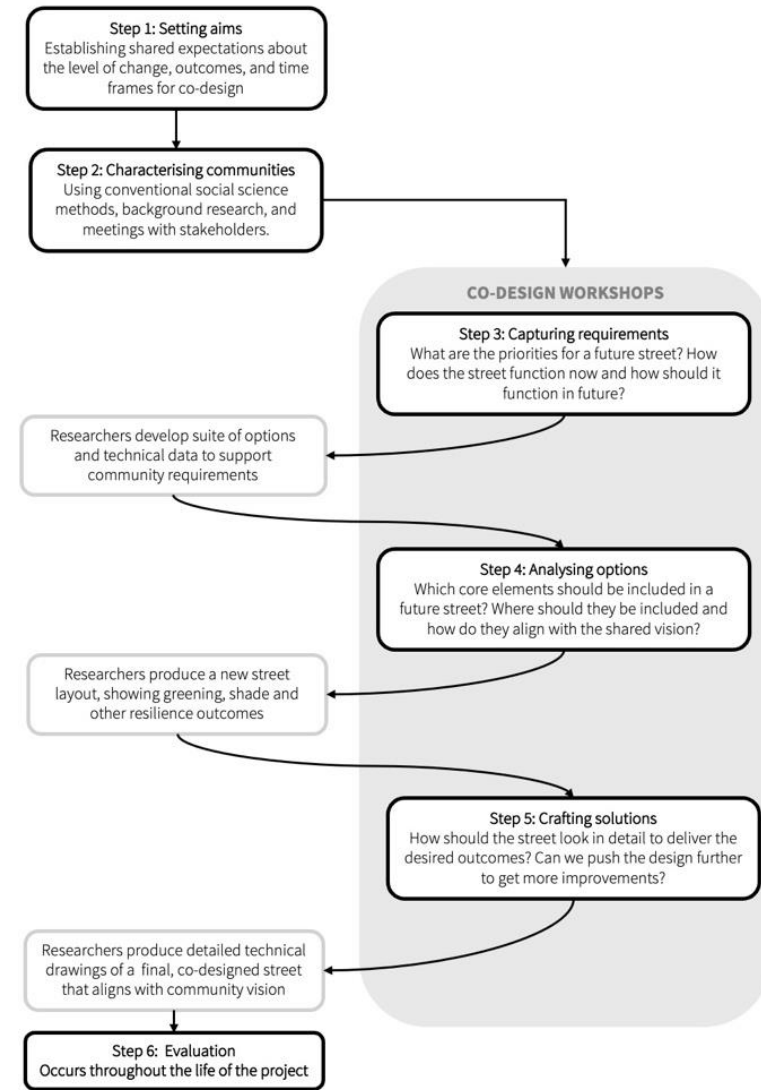 Step 1: Setting aims
Establishing shared expectations about
the level of change, outcomes, and time
frames for co-design
Step 2: Characterising communities
Using conventional social science
methods, background research, and
meetings with stakeholders.
CO-DESIGN WORKSHOPS
Step 3: Capturing requirements
What are the priorities for a future street? How
does the street function now and how should it
function in future?
Researchers develop suite of options
and technical data to support
community requirements
Step 4: Analysing options
Which core elements should be included in a
future street? Where should they be included and
how do they align with the shared vision?
Researchers produce a new street
layout, showing greening, shade and
other resilience outcomes
Step 5: Crafting solutions
How should the street look in detail to deliver the
desired outcomes? Can we push the design further
to get more improvements?
Researchers produce detailed technical
drawings of a final, co-designed street
that aligns with community vision
Step 6: Evaluation
Occurs throughout the life of the project